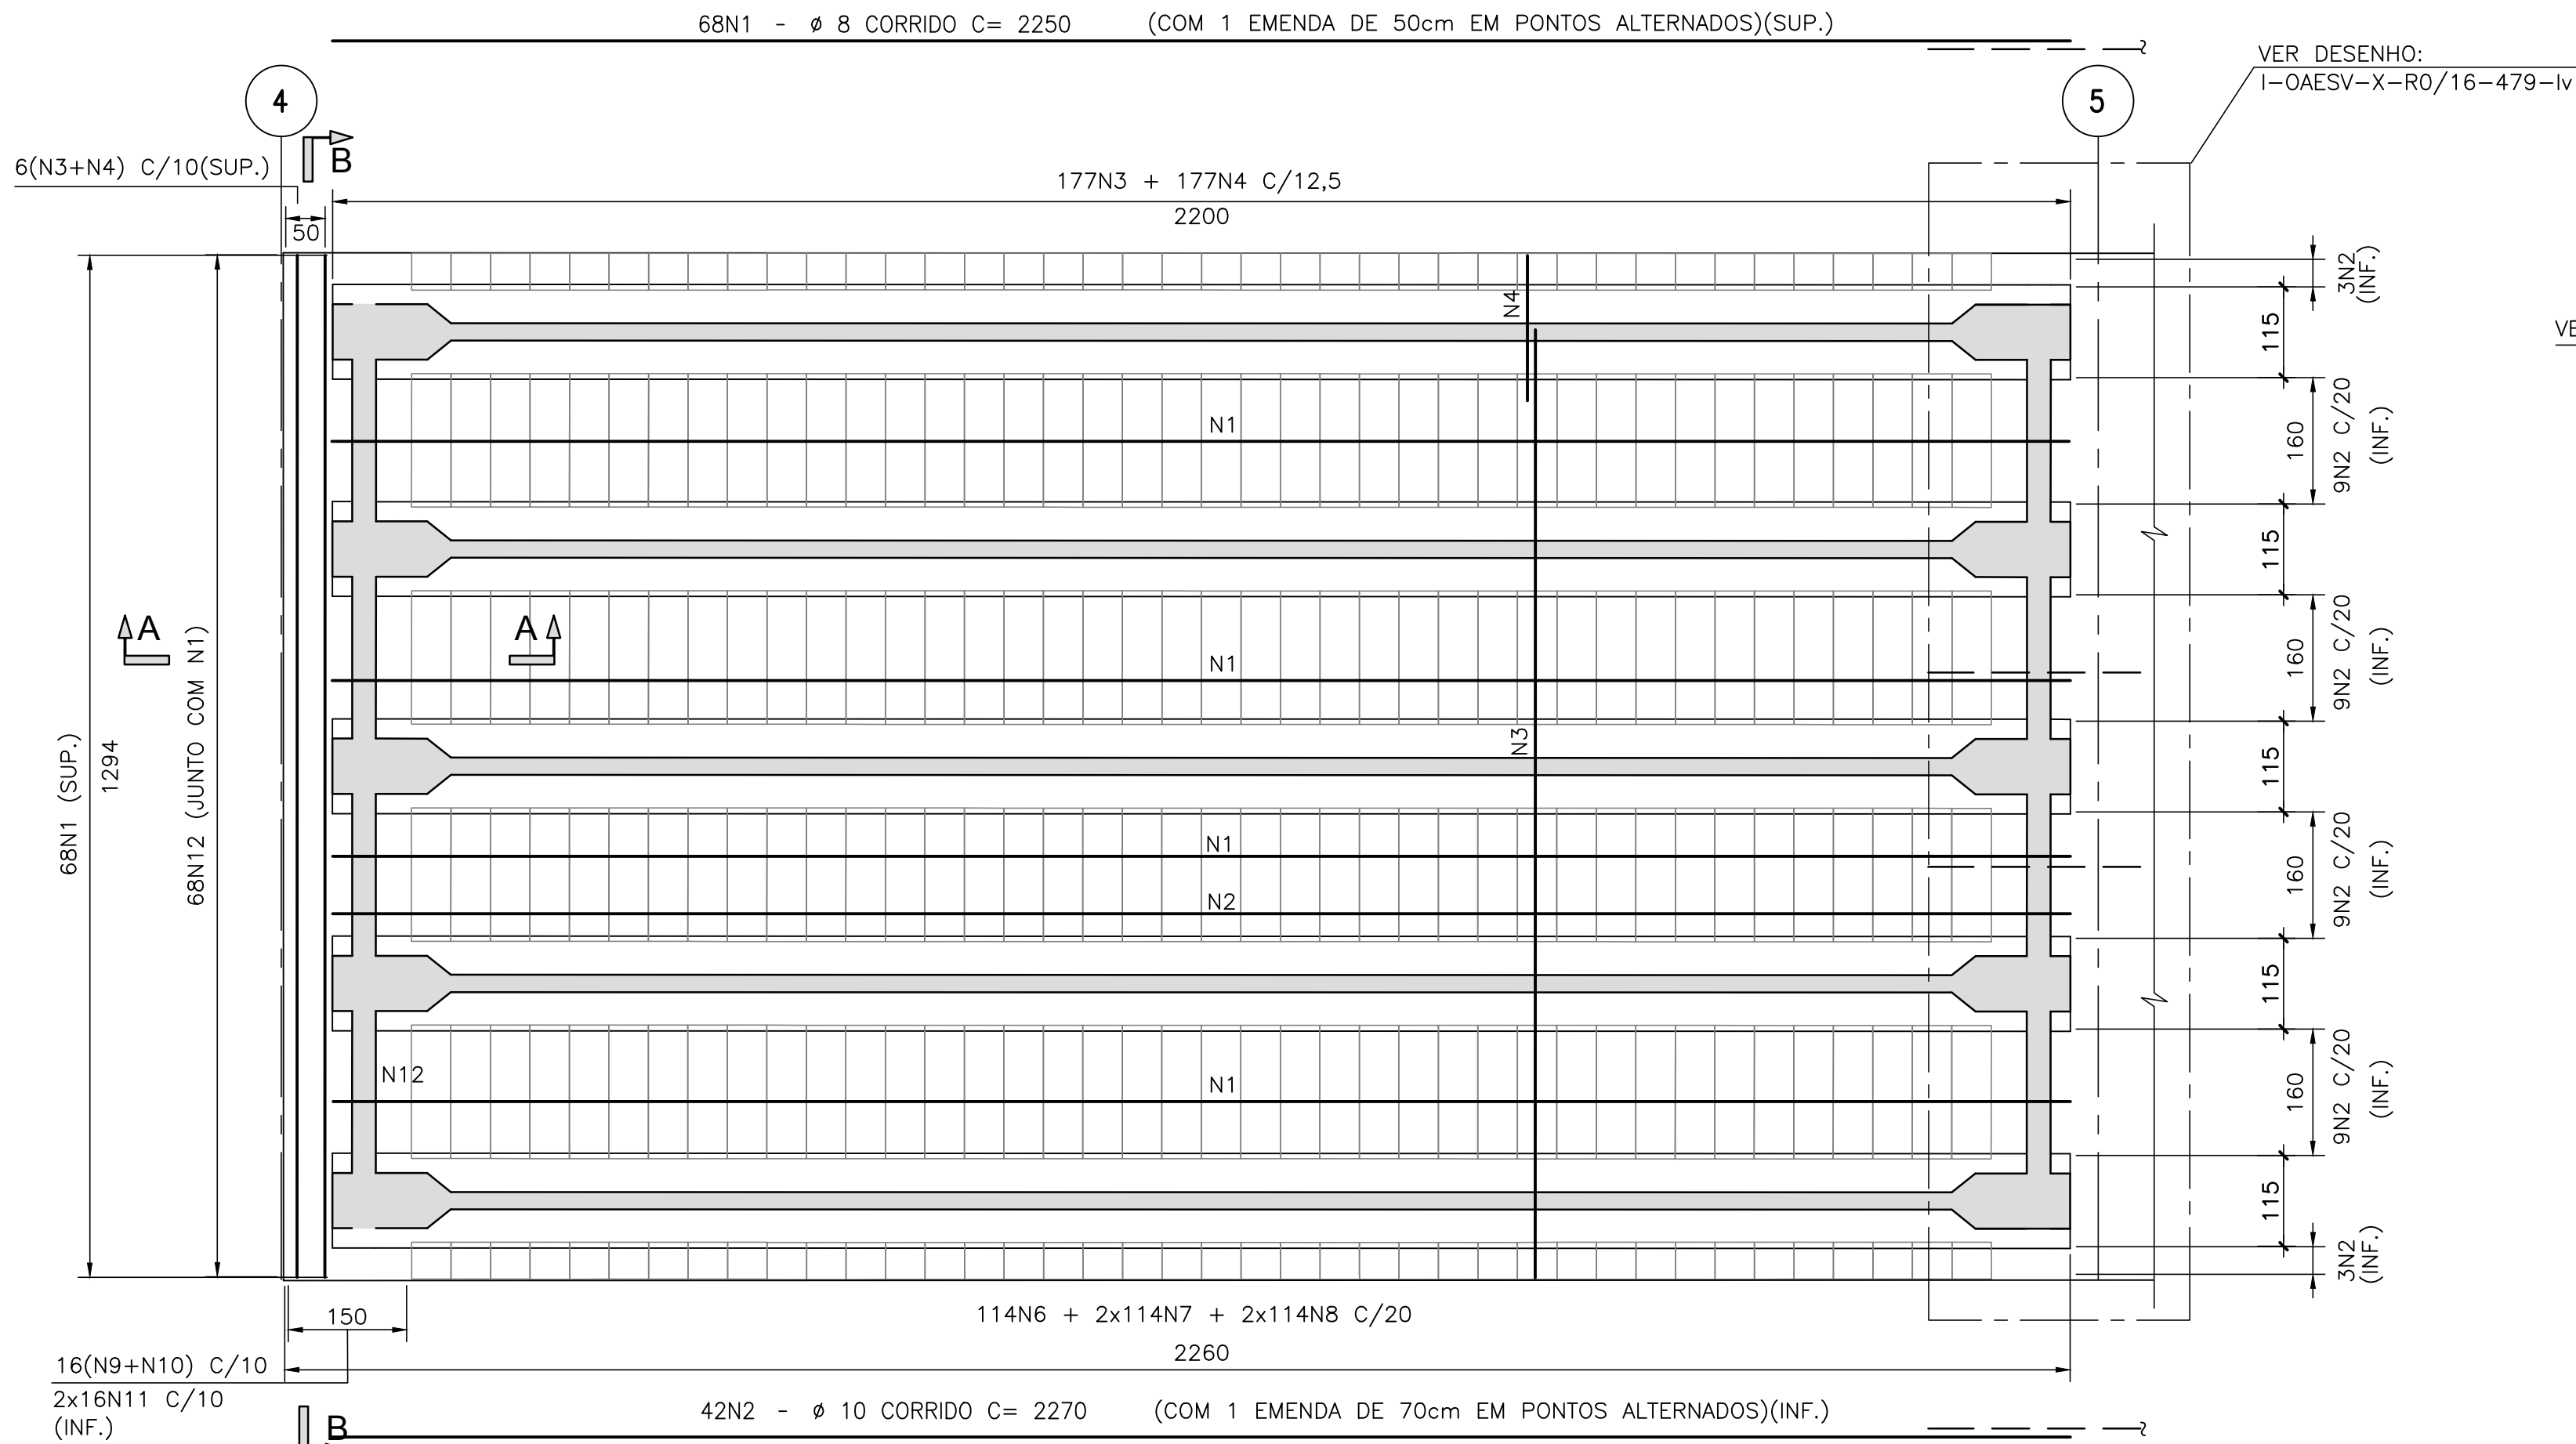 68N1 - ø 8 CORRIDO C= 2250 (COM 1 EMENDA DE 50cm EM PONTOS ALTERNADOS)(SUP.)
VER DESENHO:
I-OAESV-X-R0/16-479-Iv
4
5
B
6(N3+N4) C/10(SUP.)
177N3 + 177N4 C/12,5
2200
50
3N2
(INF.)
N4
115
N1
160
9N2 C/20
(INF.)
115
A
A
N1
160
9N2 C/20
(INF.)
68N1 (SUP.)
1294
68N12 (JUNTO COM N1)
N3
115
N1
N2
160
9N2 C/20
(INF.)
115
N12
N1
160
9N2 C/20
(INF.)
115
3N2
(INF.)
150
114N6 + 2x114N7 + 2x114N8 C/20
2260
16(N9+N10) C/10
2x16N11 C/10
(INF.)
B
42N2 - ø 10 CORRIDO C= 2270 (COM 1 EMENDA DE 70cm EM PONTOS ALTERNADOS)(INF.)